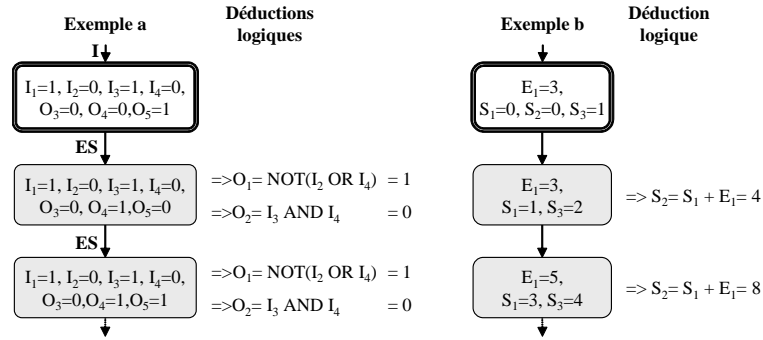 Exemple a
Déductions
logiques
I
I₁=1, I₂=0, I₃=1, I₄=0,
O₃=0, O₄=0,O₅=1
ES
I₁=1, I₂=0, I₃=1, I₄=0,
O₃=0, O₄=1,O₅=0
=>O₁= NOT(I₂ OR I₄) = 1
=>O₂= I₃ AND I₄ = 0
ES
I₁=1, I₂=0, I₃=1, I₄=0,
O₃=0,O₄=1,O₅=1
=>O₁= NOT(I₂ OR I₄) = 1
=>O₂= I₃ AND I₄ = 0
Exemple b
Déduction
logique
E₁=3,
S₁=0, S₂=0, S₃=1
E₁=3,
S₁=1, S₃=2
=> S₂= S₁ + E₁= 4
E₁=5,
S₁=3, S₃=4
=> S₂= S₁ + E₁= 8